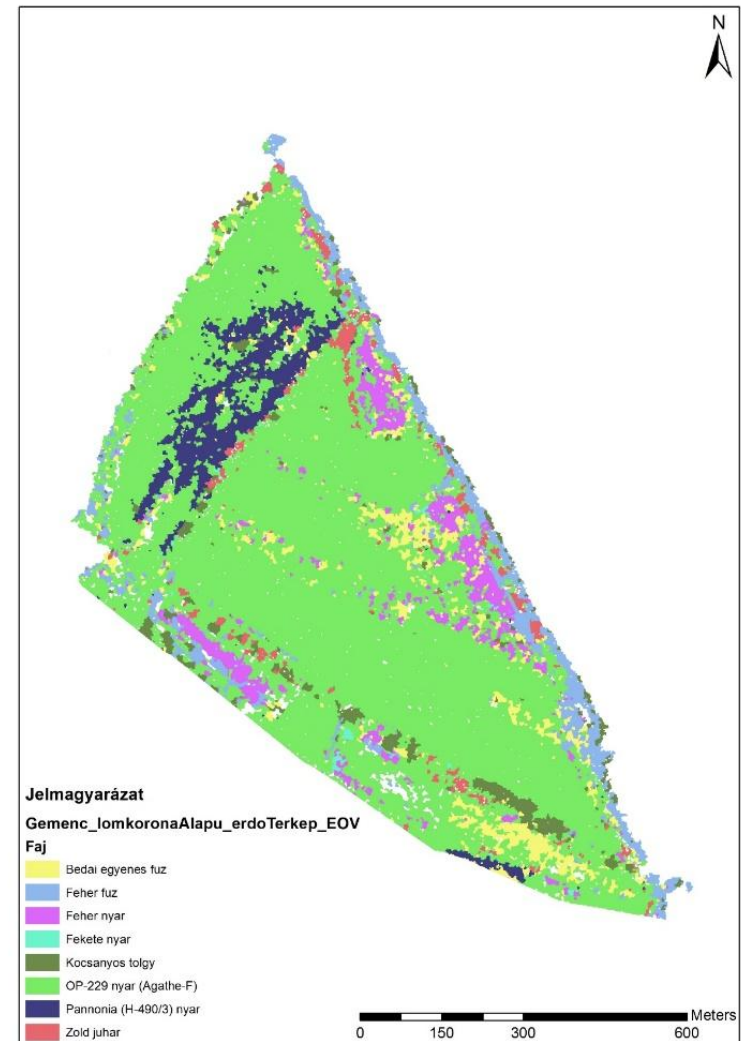 N
Jelmagyarázat
Gemenc_lomkoronaAlapu_erdoTerkep_EOV
Faj
Bedai egyenes fuz
Feher fuz
Feher nyar
Fekete nyar
Kocsanyos tolgy
OP-229 nyar (Agathe-F)
Pannonia (H-490/3) nyar
Zold juhar
Meters
0 150 300 600